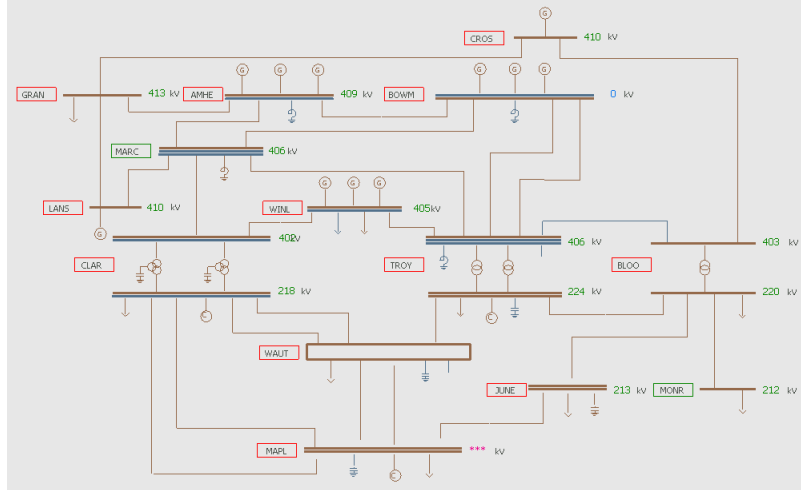 G
CROS 410 kV
G G G G G G
GRAN 413 kV AMHE 409 kV BOWM 0 kV
MARC 406 kV
G G G
LANS 410 kV WINL 405 kV
G
402 kV 406 kV 403
CLAR TROY BLOO
218 kV 224 kV 220 kV
C C
WAUT
JUNE 213 kV MONR 212 kV
MAPL *** kV
C